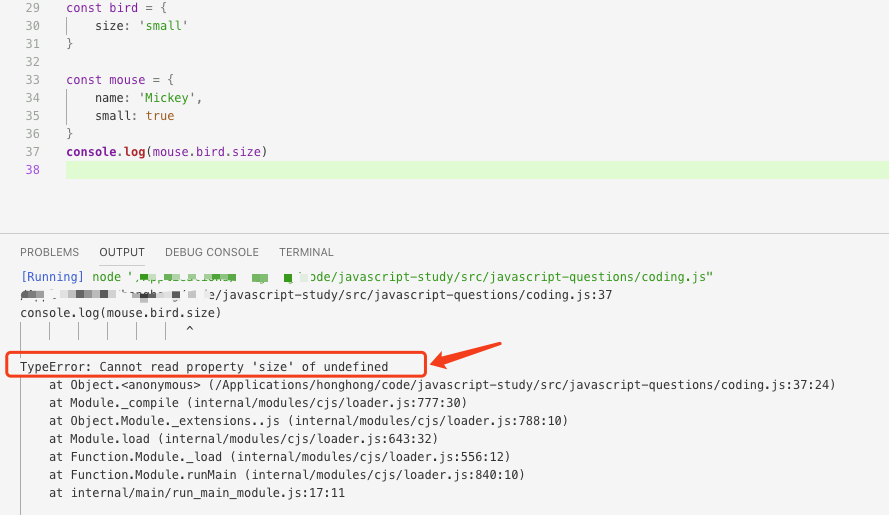 29 const bird = {
30 size: 'small'
31 }
32
33 const mouse = {
34 name: 'Mickey',
35 small: true
36 }
37 console.log(mouse.bird.size)
38
PROBLEMS OUTPUT DEBUG CONSOLE TERMINAL
[Running] node ode/javascript-study/src/javascript-questions/coding.js"
/javascript-study/src/javascript-questions/coding.js:37
console.log(mouse.bird.size)
^
TypeError: Cannot read property 'size' of undefined
at Object.<anonymous> (/Applications/honghong/code/javascript-study/src/javascript-questions/coding.js:37:24)
at Module._compile (internal/modules/cjs/loader.js:777:30)
at Object.Module._extensions..js (internal/modules/cjs/loader.js:788:10)
at Module.load (internal/modules/cjs/loader.js:643:32)
at Function.Module._load (internal/modules/cjs/loader.js:556:12)
at Function.Module.runMain (internal/modules/cjs/loader.js:840:10)
at internal/main/run_main_module.js:17:11